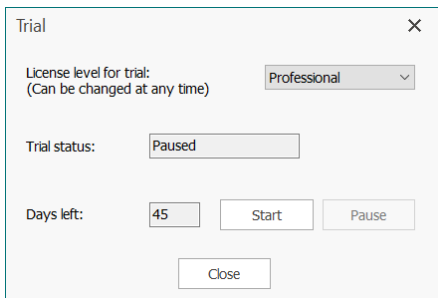 Trial
License level for trial:
(Can be changed at any time)
Professional
Trial status:
Paused
Days left:
45
Start
Pause
Close